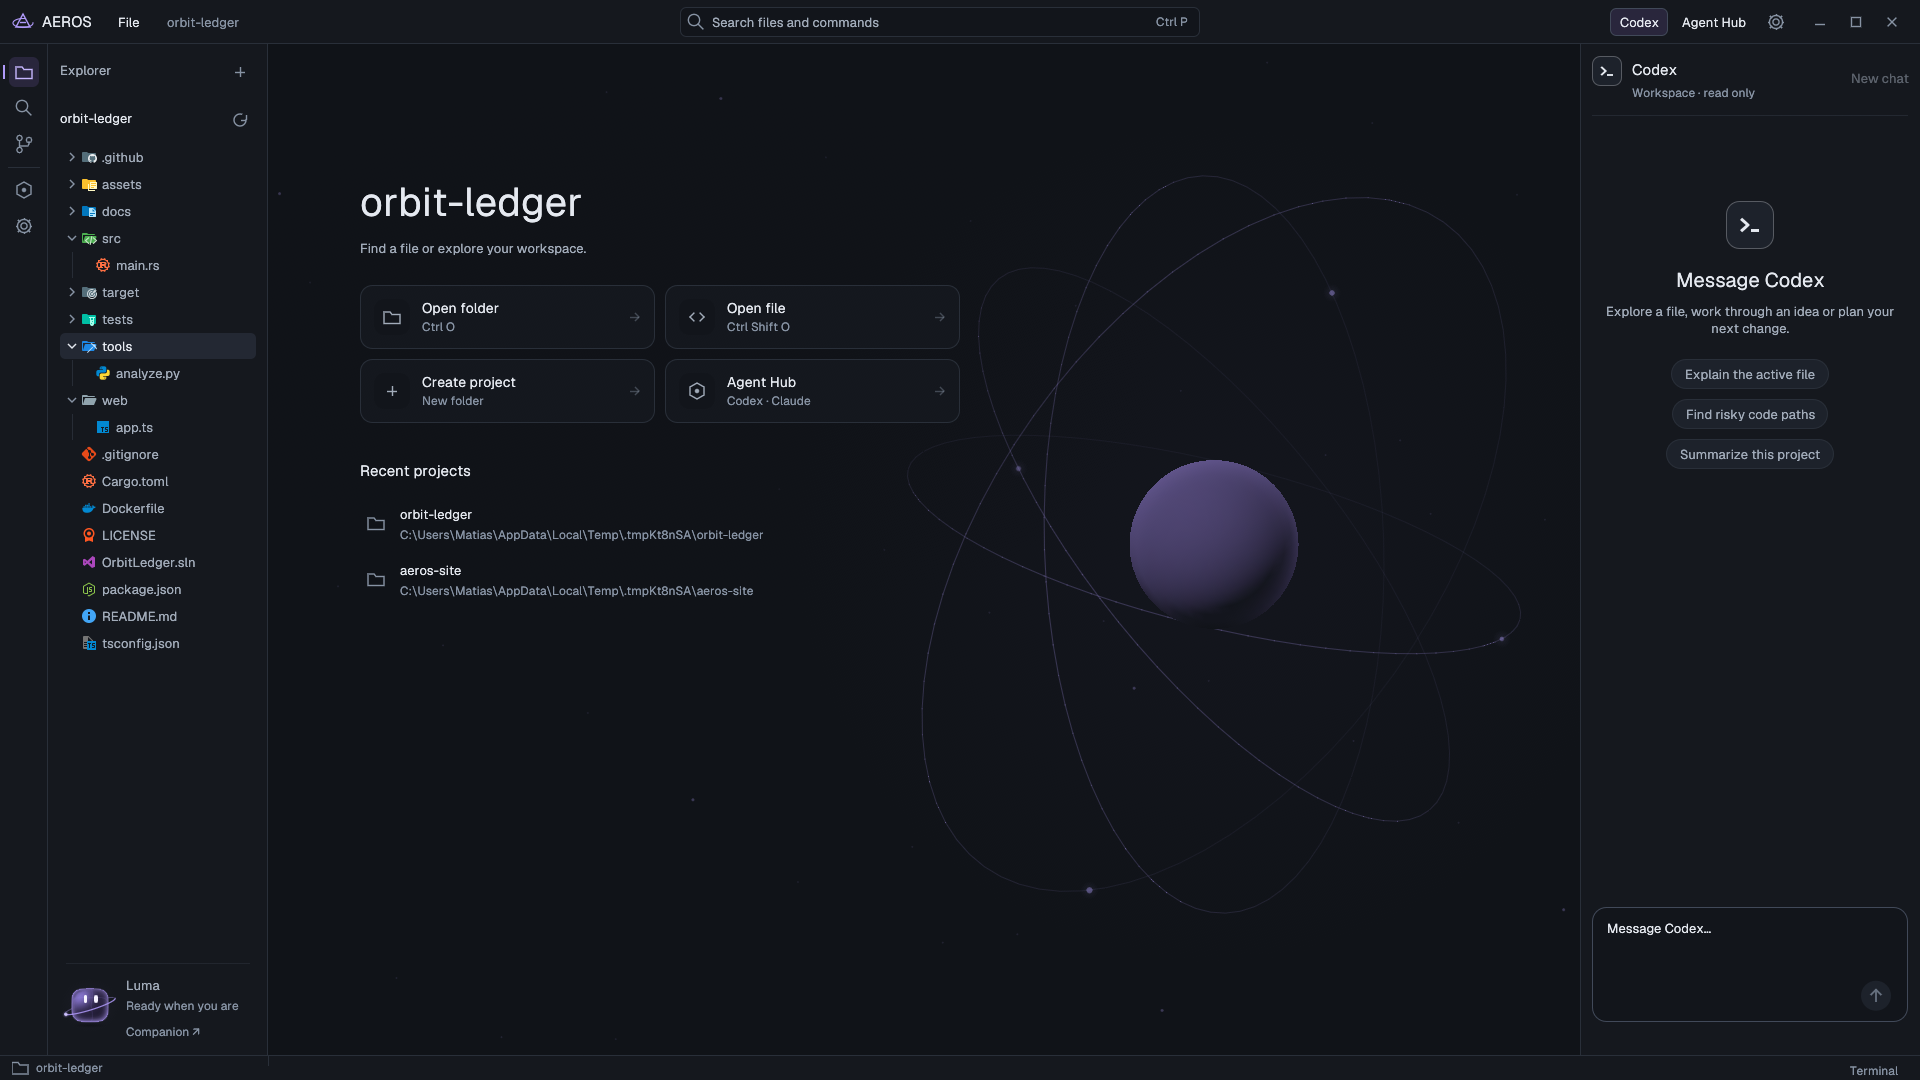 AEROS
File
orbit-ledger
Search files and commands
Ctrl P
Codex
Agent Hub
Explorer
orbit-ledger
.github
assets
docs
src
main.rs
target
tests
tools
analyze.py
web
app.ts
.gitignore
Cargo.toml
Dockerfile
LICENSE
OrbitLedger.sln
package.json
README.md
tsconfig.json
Luma
Ready when you are
Companion ↗
orbit-ledger
Find a file or explore your workspace.
Open folder
Ctrl O
Open file
Ctrl Shift O
Create project
New folder
Agent Hub
Codex · Claude
Recent projects
orbit-ledger
C:\Users\Matias\AppData\Local\Temp\.tmpKt8nSA\orbit-ledger
aeros-site
C:\Users\Matias\AppData\Local\Temp\.tmpKt8nSA\aeros-site
Codex
Workspace · read only
New chat
Message Codex
Explore a file, work through an idea or plan your
next change.
Explain the active file
Find risky code paths
Summarize this project
Message Codex…
orbit-ledger
Terminal